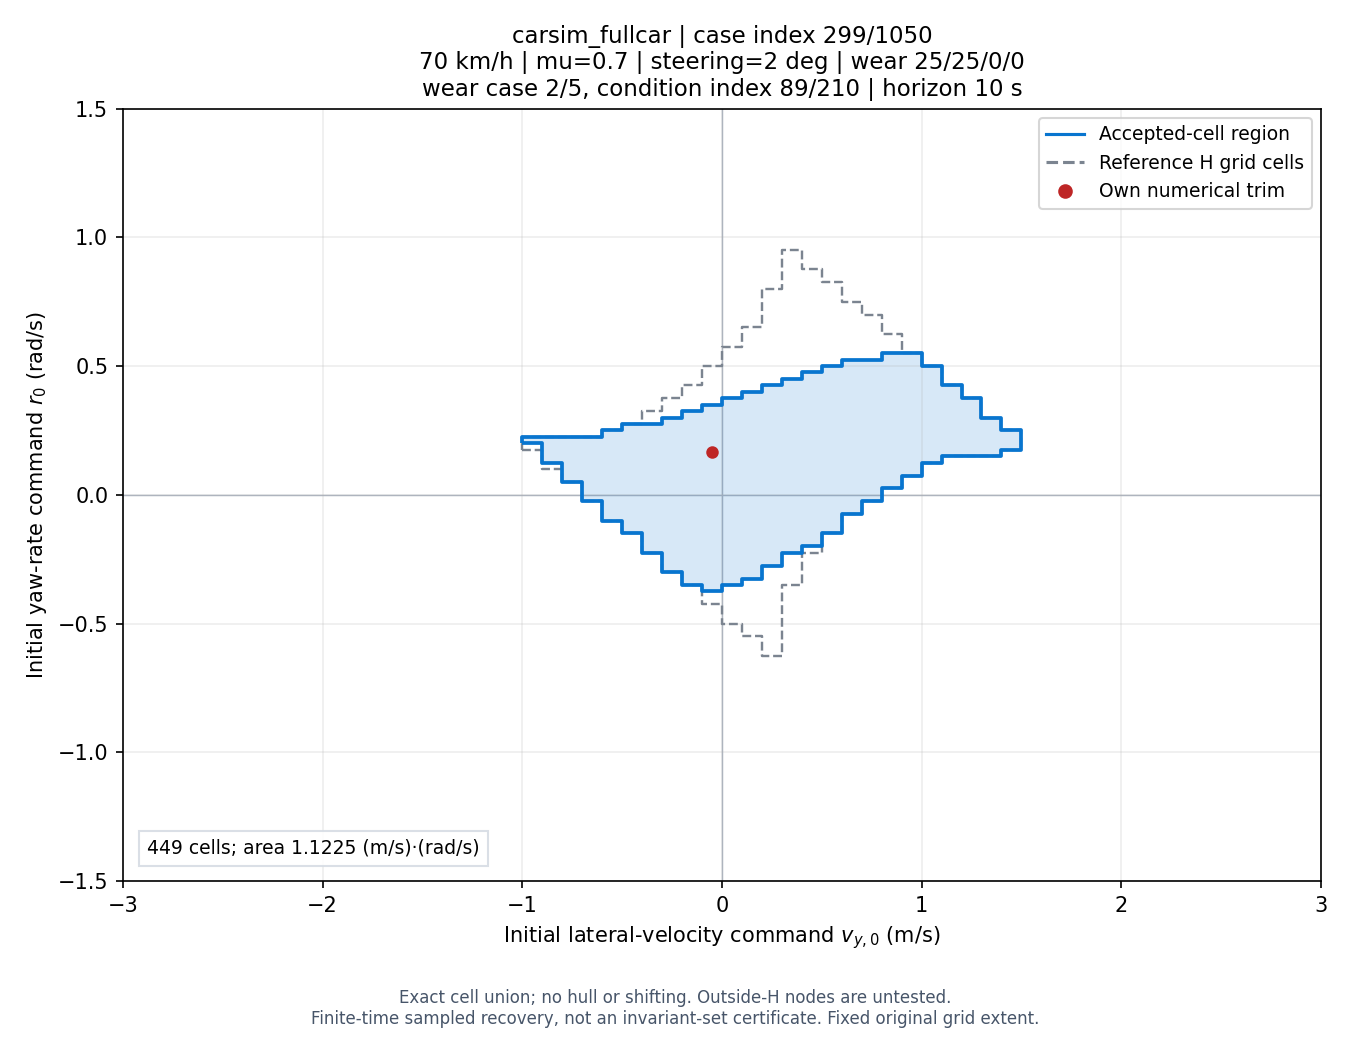 carsim_fullcar | case index 299/1050
70 km/h | mu=0.7 | steering=2 deg | wear 25/25/0/0
wear case 2/5, condition index 89/210 | horizon 10 s
1.5
1.0
0.5
0.0
−0.5
−1.0
−1.5
Initial yaw-rate command r₀ (rad/s)
Accepted-cell region
Reference H grid cells
Own numerical trim
449 cells; area 1.1225 (m/s)·(rad/s)
−3
−2
−1
0
1
2
3
Initial lateral-velocity command v_{y,0} (m/s)
Exact cell union; no hull or shifting. Outside-H nodes are untested.
Finite-time sampled recovery, not an invariant-set certificate. Fixed original grid extent.